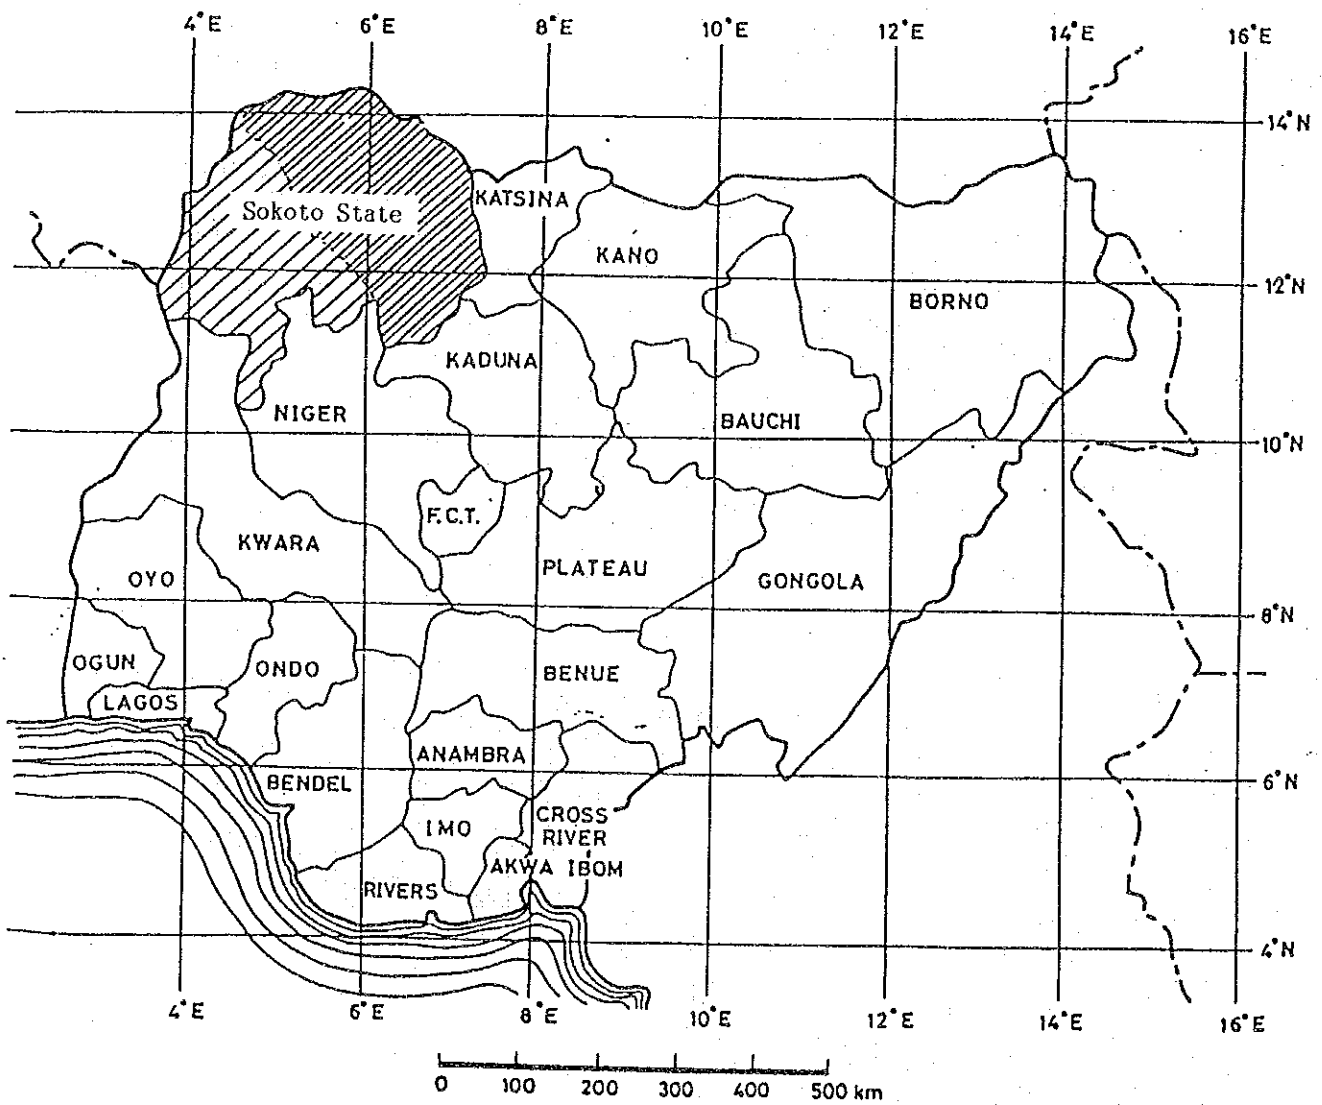 4°E 6°E 8°E 10°E 12°E 14°E 16°E
14°N
KATSINA
Sokoto State
KANO
12°N
BORNO
KADUNA
NIGER
BAUCHI
10°N
F.C.T.
KWARA
PLATEAU
OYO
GONGOLA
8°N
OGUN
ONDO
BENUE
LAGOS
ANAMBRA
BENDEL
6°N
CROSS
RIVER
IMO
AKWA IBOM
RIVERS
4°N
4°E 6°E 8°E 10°E 12°E 14°E 16°E
0 100 200 300 400 500 km